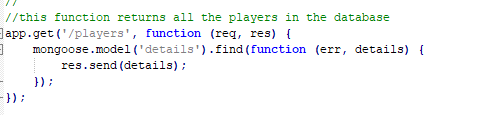 //
//this function returns all the players in the database
app.get('/players', function (req, res) {
    mongoose.model('details').find(function (err, details) {
        res.send(details);
    });
});